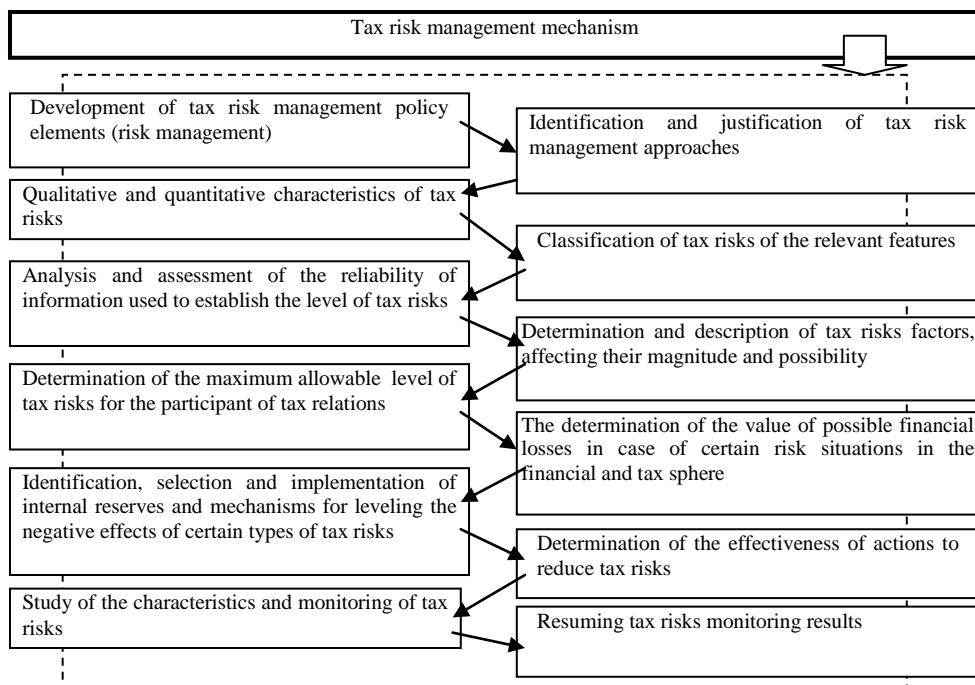 Tax risk management mechanism
Development of tax risk management policy
elements (risk management)
Identification and justification of tax risk
management approaches
Qualitative and quantitative characteristics of tax
risks
Classification of tax risks of the relevant features
Analysis and assessment of the reliability of
information used to establish the level of tax risks
Determination and description of tax risks factors,
affecting their magnitude and possibility
Determination of the maximum allowable level of
tax risks for the participant of tax relations
The determination of the value of possible financial
losses in case of certain risk situations in the
financial and tax sphere
Identification, selection and implementation of
internal reserves and mechanisms for leveling the
negative effects of certain types of tax risks
Determination of the effectiveness of actions to
reduce tax risks
Study of the characteristics and monitoring of tax
risks
Resuming tax risks monitoring results